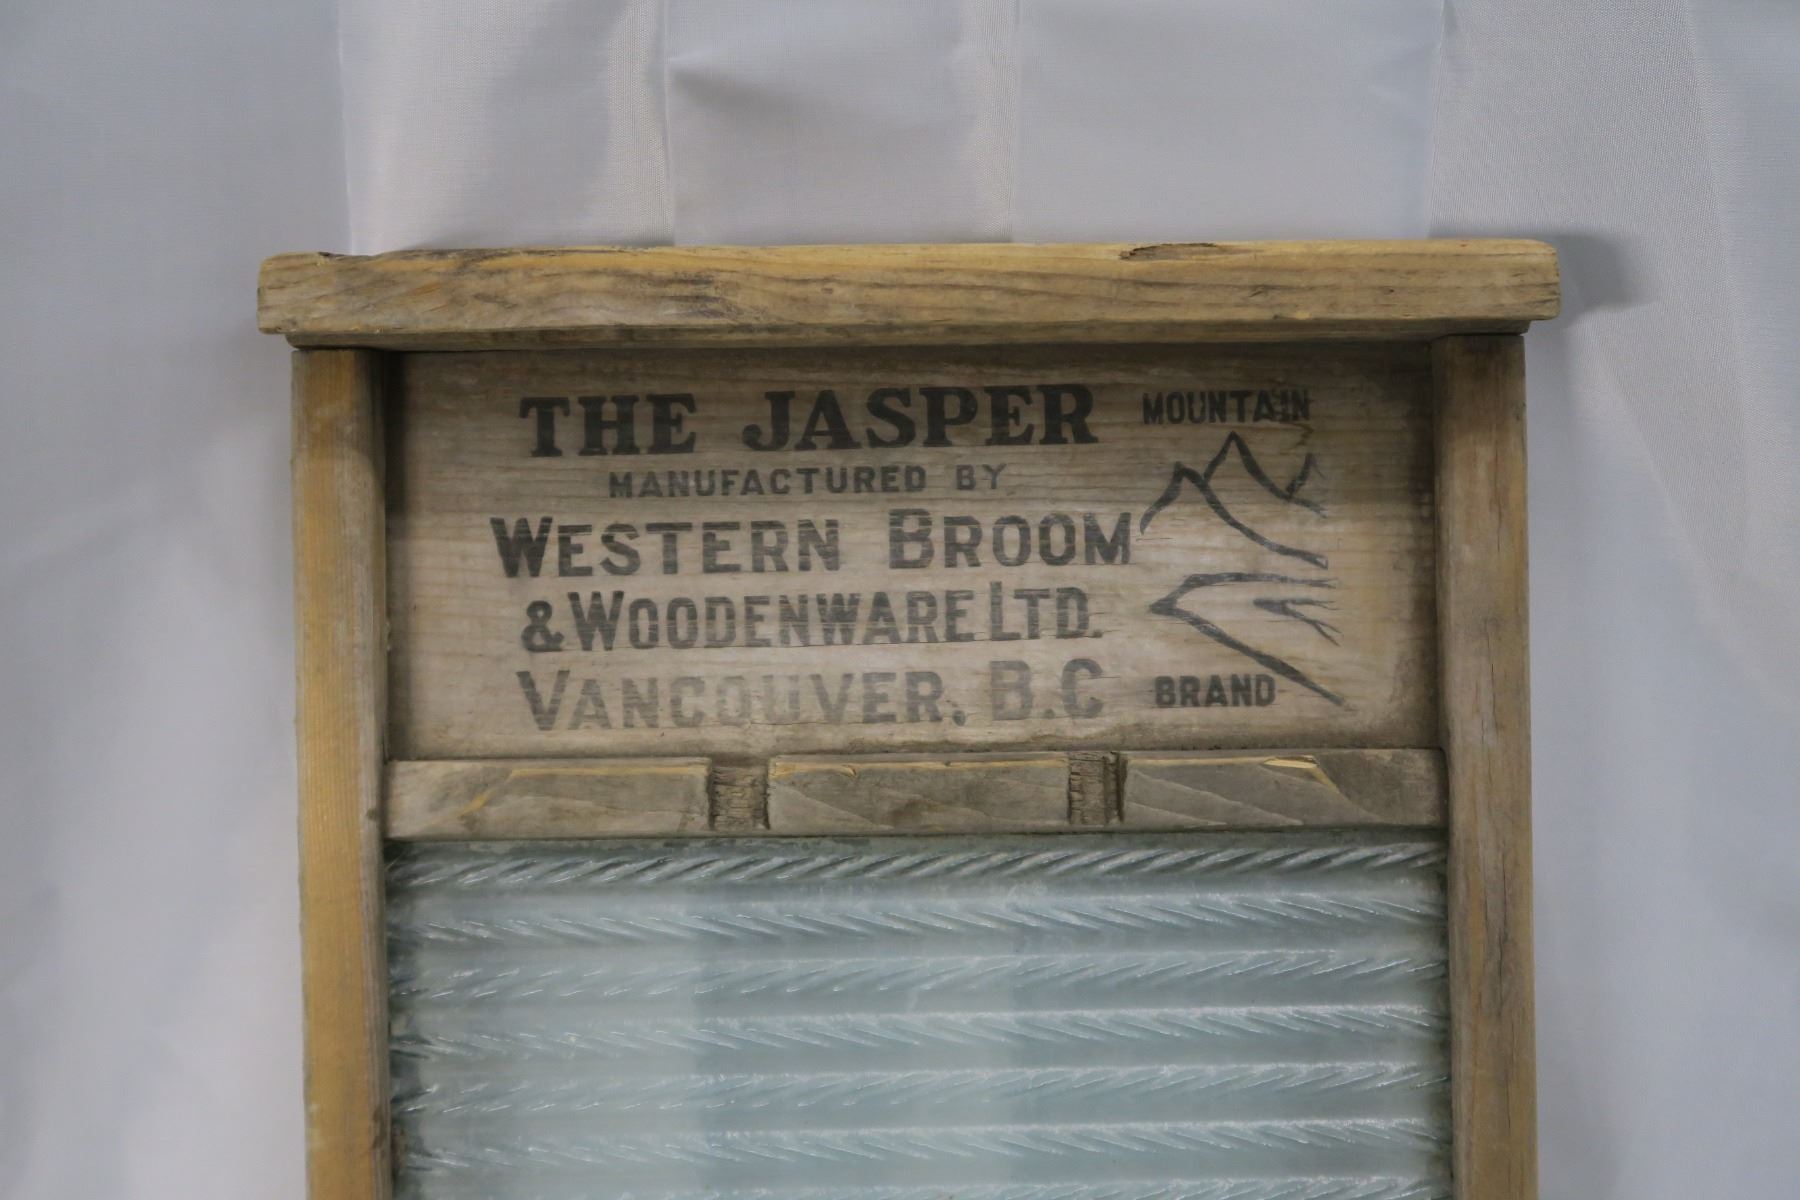 THE JASPER
MANUFACTURED BY
WESTERN BROOM
& WOODENWARE LTD.
VANCOUVER, B.C
MOUNTAIN
BRAND